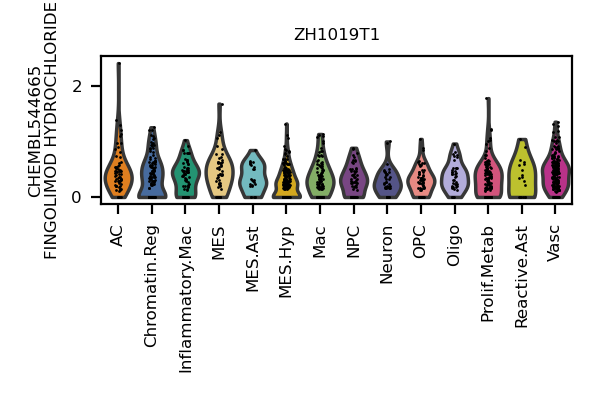 ZH1019T1
CHEMBL544665
FINGOLIMOD HYDROCHLORIDE
2
0
AC
Chromatin.Reg
Inflammatory.Mac
MES
MES.Ast
MES.Hyp
Mac
NPC
Neuron
OPC
Oligo
Prolif.Metab
Reactive.Ast
Vasc